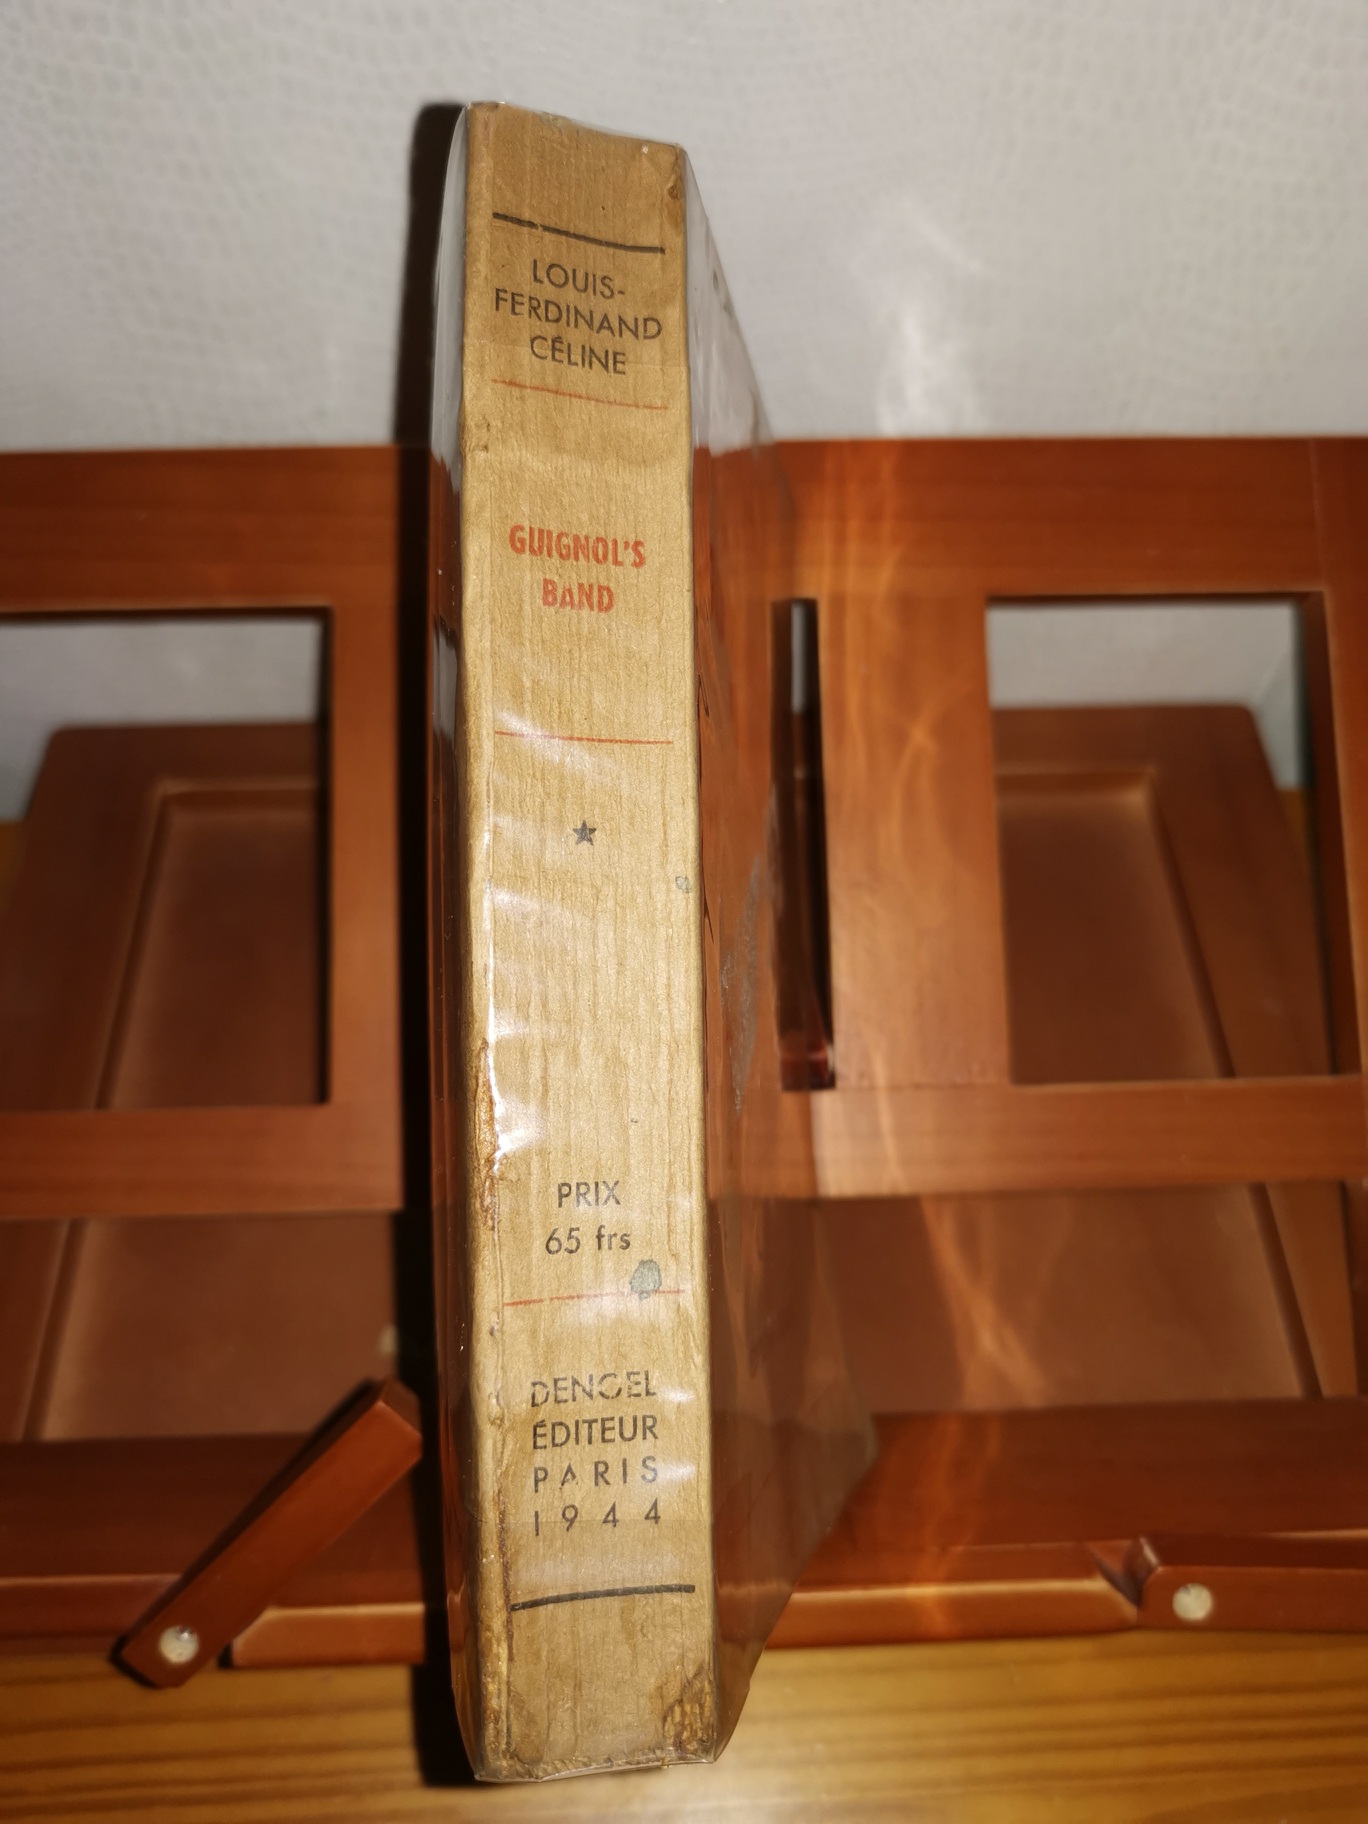 LOUIS-
FERDINAND
CÉLINE
GUIGNOL'S
BAND
PRIX
65 frs
DENOEL
ÉDITEUR
PARIS
1944